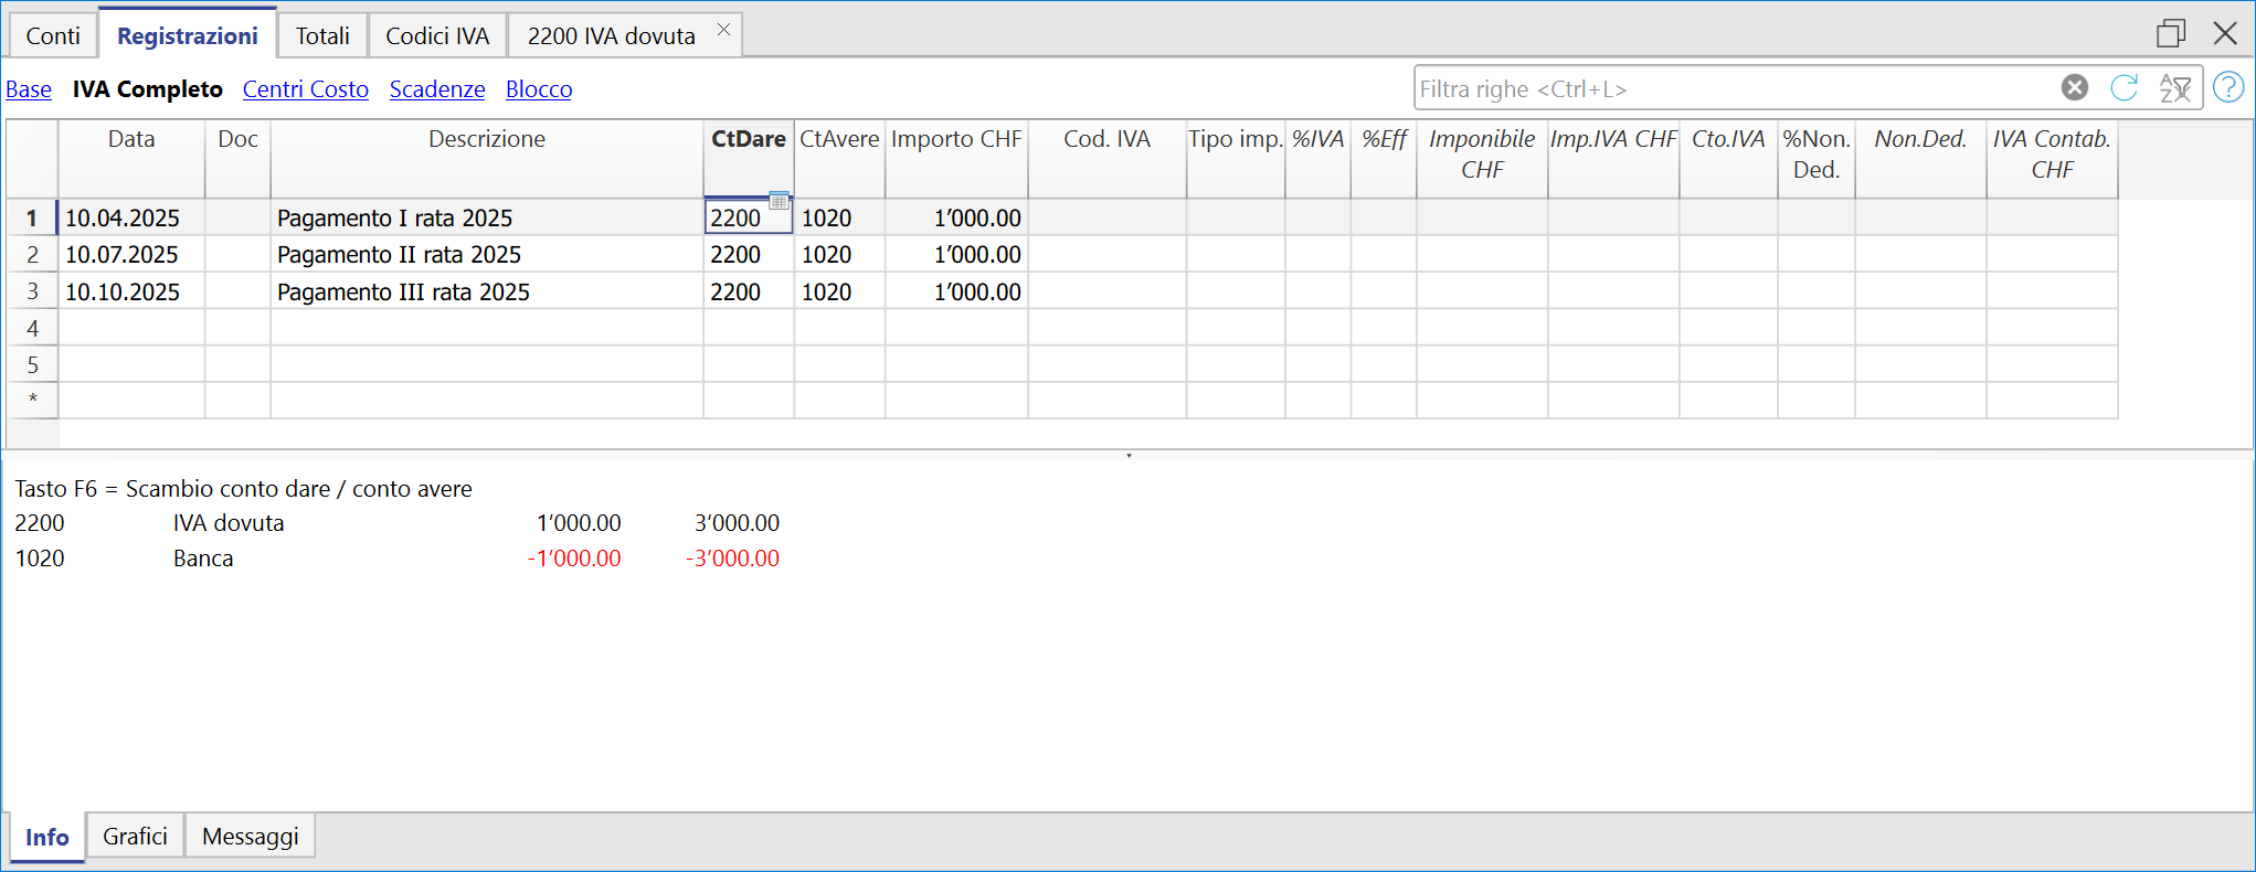 Conti Registrazioni Totali Codici IVA 2200 IVA dovuta
Base IVA Completo Centri Costo Scadenze Blocco Filtra righe <Ctrl+L>
Data Doc Descrizione CtDare CtAvere Importo CHF Cod. IVA Tipo imp. %IVA %Eff Imponibile CHF Imp.IVA CHF Cto.IVA %Non. Ded. Non.Ded. IVA Contab. CHF
1 10.04.2025 Pagamento I rata 2025 2200 1020 1’000.00
2 10.07.2025 Pagamento II rata 2025 2200 1020 1’000.00
3 10.10.2025 Pagamento III rata 2025 2200 1020 1’000.00
4
5
*
Tasto F6 = Scambio conto dare / conto avere
2200 IVA dovuta 1’000.00 3’000.00
1020 Banca -1’000.00 -3’000.00
Info Grafici Messaggi